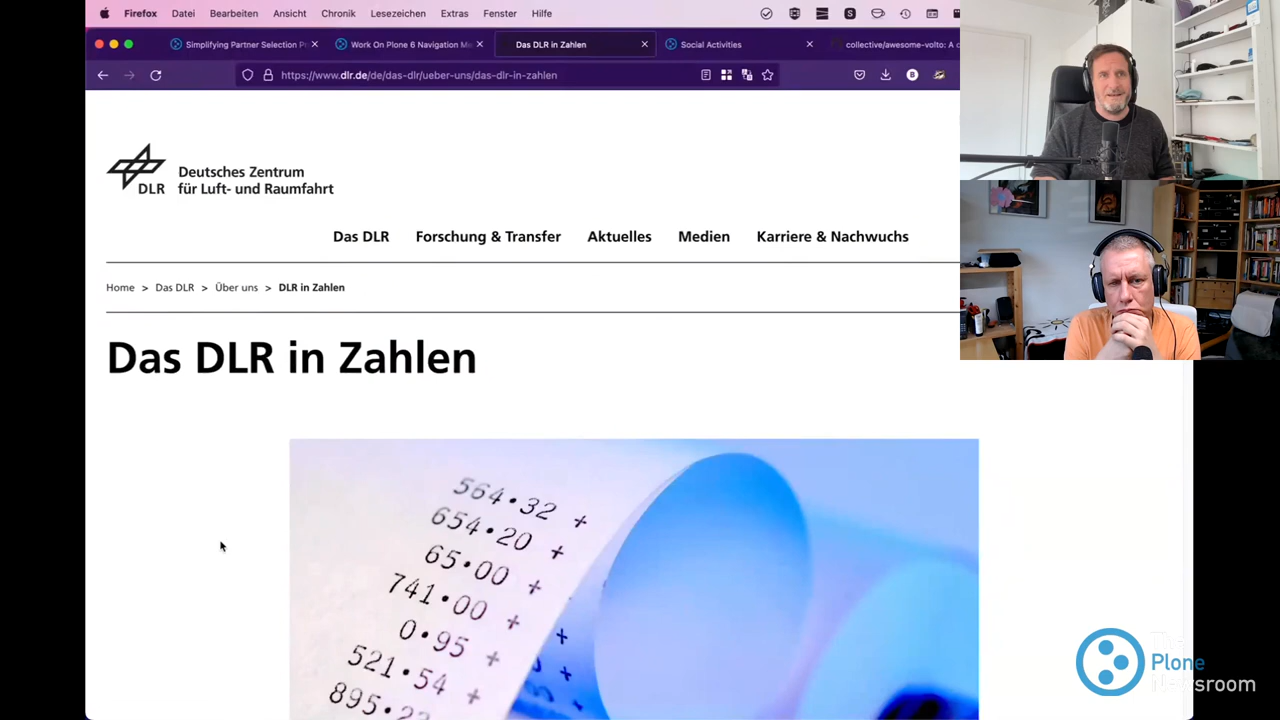 Firefox Datei Bearbeiten Ansicht Chronik Lesezeichen Extras Fenster Hilfe
Simplifying Partner Selection P
Work On Plone 6 Navigation Me
Das DLR in Zahlen
Social Activities
collective/awesome-volto: A c
https://www.dlr.de/de/das-dlr/ueber-uns/das-dlr-in-zahlen
DLR
Deutsches Zentrum
für Luft- und Raumfahrt
Das DLR Forschung & Transfer Aktuelles Medien Karriere & Nachwuchs
Home > Das DLR > Über uns > DLR in Zahlen
Das DLR in Zahlen
564•32 +
654•20 +
65•00 +
741•00 +
0•95 +
521•54 +
The
Plone
Newsroom